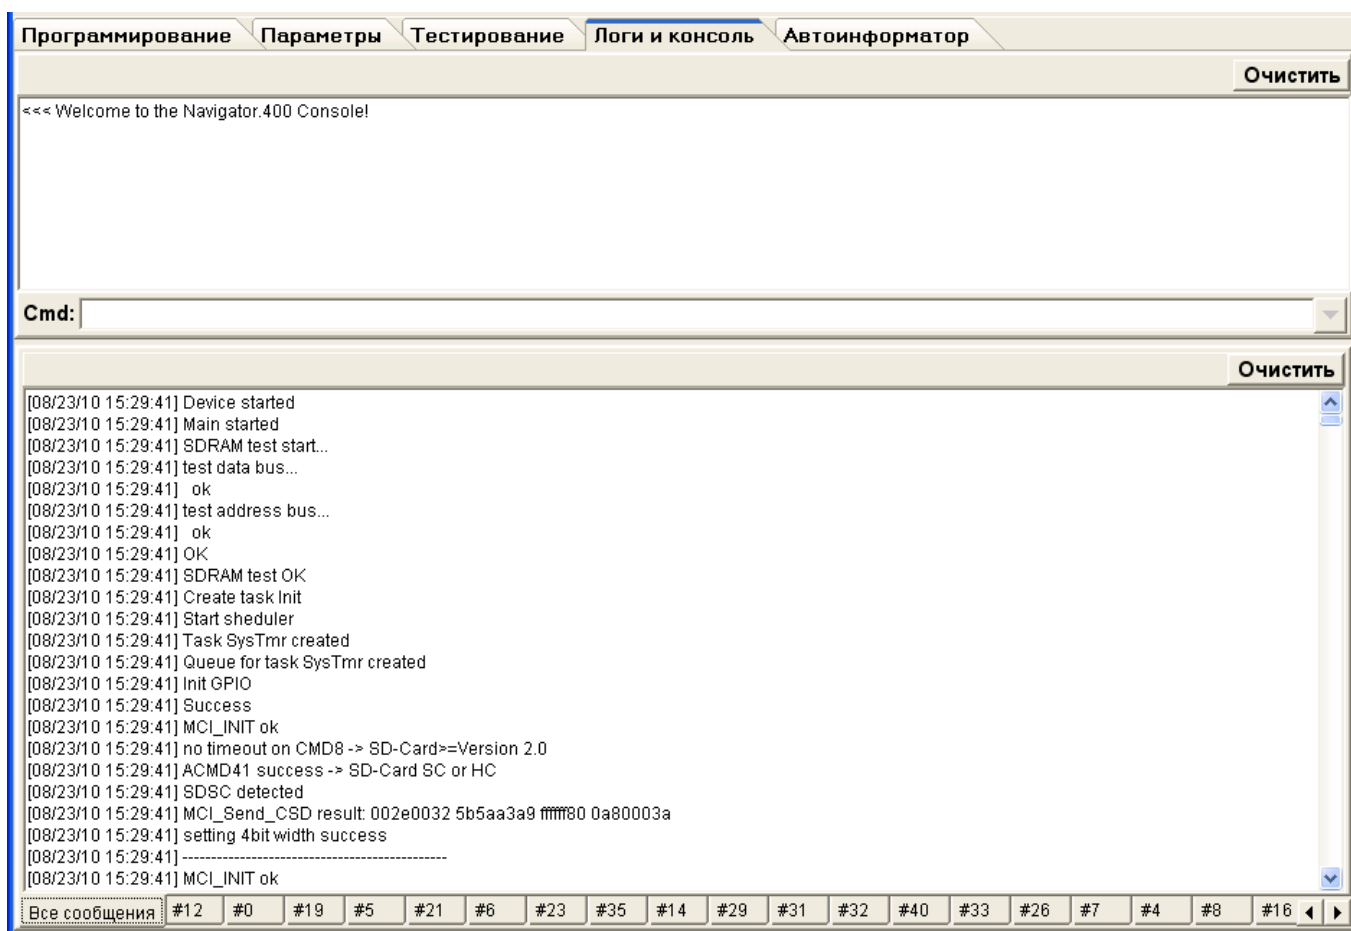 Программирование Параметры Тестирование Логи и консоль Автоинформатор
Очистить
<<< Welcome to the Navigator.400 Console!
Cmd:
Очистить
[08/23/10 15:29:41] Device started
[08/23/10 15:29:41] Main started
[08/23/10 15:29:41] SDRAM test start...
[08/23/10 15:29:41] test data bus...
[08/23/10 15:29:41]   ok
[08/23/10 15:29:41] test address bus...
[08/23/10 15:29:41]   ok
[08/23/10 15:29:41] OK
[08/23/10 15:29:41] SDRAM test OK
[08/23/10 15:29:41] Create task Init
[08/23/10 15:29:41] Start sheduler
[08/23/10 15:29:41] Task SysTmr created
[08/23/10 15:29:41] Queue for task SysTmr created
[08/23/10 15:29:41] Init GPIO
[08/23/10 15:29:41] Success
[08/23/10 15:29:41] MCI_INIT ok
[08/23/10 15:29:41] no timeout on CMD8 -> SD-Card>=Version 2.0
[08/23/10 15:29:41] ACMD41 success -> SD-Card SC or HC
[08/23/10 15:29:41] SDSC detected
[08/23/10 15:29:41] MCI_Send_CSD result: 002e0032 5b5aa3a9 ffffff80 0a80003a
[08/23/10 15:29:41] setting 4bit width success
[08/23/10 15:29:41] ----------------------------------------------
[08/23/10 15:29:41] MCI_INIT ok
Все сообщения #12 #0 #19 #5 #21 #6 #23 #35 #14 #29 #31 #32 #40 #33 #26 #7 #4 #8 #16